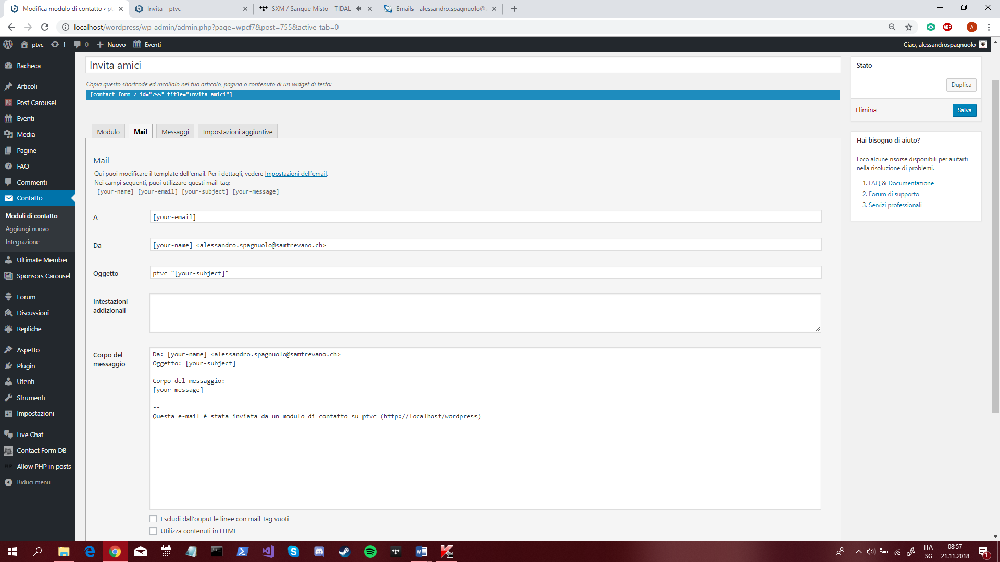 Modifica modulo di contatto ‹ pt
Invita – ptvc
SXM / Sangue Misto – TIDAL
Emails - alessandro.spagnuolo@
localhost/wordpress/wp-admin/admin.php?page=wpcf7&post=755&active-tab=0
ABP
A
ptvc
1
0
Nuovo
Eventi
Ciao, alessandrospagnuolo
Bacheca
Articoli
Post Carousel
Eventi
Media
Pagine
FAQ
Commenti
Contatto
Moduli di contatto
Aggiungi nuovo
Integrazione
Ultimate Member
Sponsors Carousel
Forum
Discussioni
Repliche
Aspetto
Plugin
Utenti
Strumenti
Impostazioni
Live Chat
Contact Form DB
Allow PHP in posts
Riduci menu
Invita amici
Copia questo shortcode ed incollalo nel tuo articolo, pagina o contenuto di un widget di testo:
[contact-form-7 id="755" title="Invita amici"]
Modulo
Mail
Messaggi
Impostazioni aggiuntive
Mail
Qui puoi modificare il template dell'email. Per i dettagli, vedere Impostazioni dell'email.
Nei campi seguenti, puoi utilizzare questi mail-tag:
[your-name] [your-email] [your-subject] [your-message]
A
[your-email]
Da
[your-name] <alessandro.spagnuolo@samtrevano.ch>
Oggetto
ptvc "[your-subject]"
Intestazioni
addizionali
Corpo del
messaggio
Da: [your-name] <alessandro.spagnuolo@samtrevano.ch>
Oggetto: [your-subject]
Corpo del messaggio:
[your-message]
--
Questa e-mail è stata inviata da un modulo di contatto su ptvc (http://localhost/wordpress)
Escludi dall'ouput le linee con mail-tag vuoti
Utilizza contenuti in HTML
Stato
Duplica
Elimina
Salva
Hai bisogno di aiuto?
Ecco alcune risorse disponibili per aiutarti
nella risoluzione di problemi.
1. FAQ & Documentazione
2. Forum di supporto
3. Servizi professionali
ITA
SG
08:57
21.11.2018
1